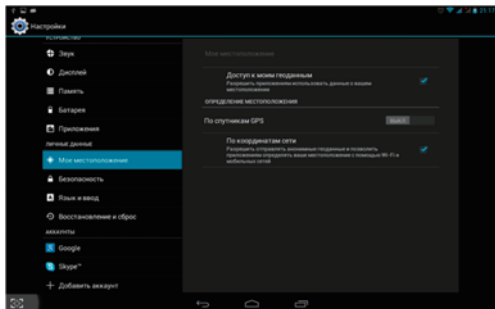 Настройки
УСТРОЙСТВО
Звук
Дисплей
Память
Батарея
Приложения
ЛИЧНЫЕ ДАННЫЕ
Мое местоположение
Безопасность
Язык и ввод
Восстановление и сброс
АККАУНТЫ
Google
Skype™
Добавить аккаунт
Мое местоположение
Доступ к моим геоданным
Разрешить приложениям использовать данные о вашем
местоположении
ОПРЕДЕЛЕНИЕ МЕСТОПОЛОЖЕНИЯ
По спутникам GPS
ВЫКЛ
По координатам сети
Разрешить отправлять анонимные геоданные и позволить
приложениям определять ваше местоположение с помощью Wi-Fi и
мобильных сетей